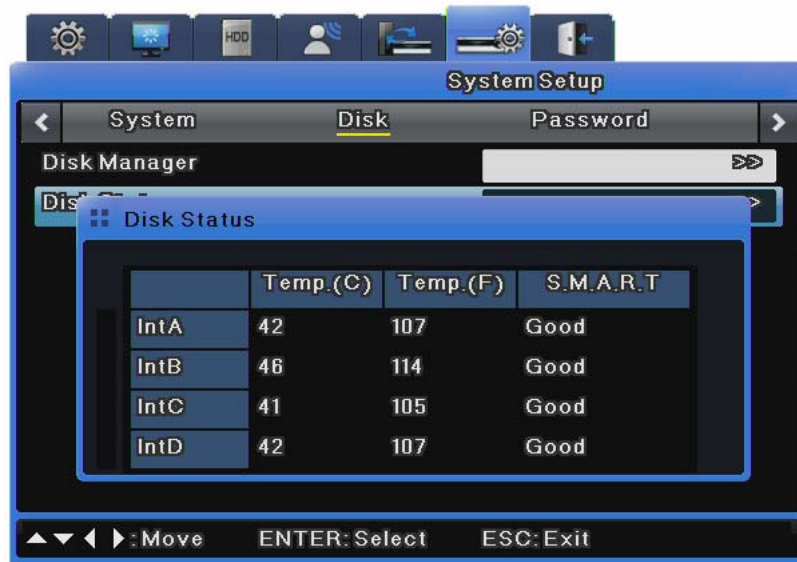 HDD
System Setup
System Disk Password
Disk Manager
Disk Status
Temp.(C) Temp.(F) S.M.A.R.T
IntA 42 107 Good
IntB 46 114 Good
IntC 41 105 Good
IntD 42 107 Good
:Move ENTER:Select ESC:Exit